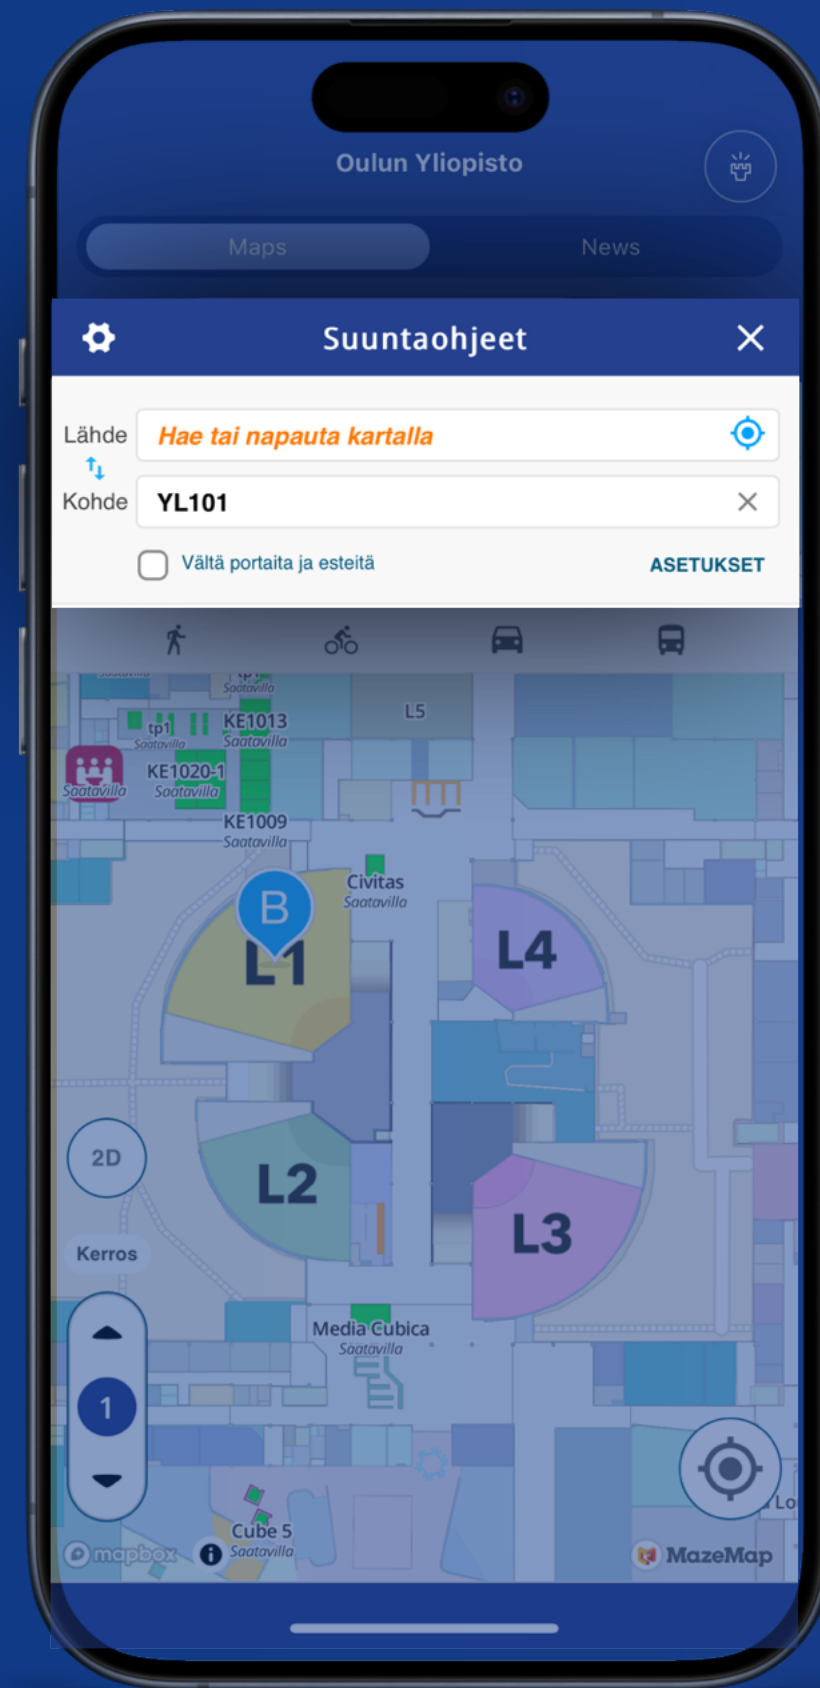 Oulun Yliopisto
Maps
News
Suuntaohjeet
Lähde
Hae tai napauta kartalla
Kohde
YL101
Vältä portaita ja esteitä
ASETUKSET
Saatavilla
L5
tp1
Saatavilla
KE1013
Saatavilla
Saatavilla
KE1020-1
Saatavilla
KE1009
Saatavilla
Civitas
Saatavilla
B
L1
L4
2D
L2
L3
Kerros
Media Cubica
Saatavilla
1
Cube 5
Saatavilla
mapbox
i
MazeMap